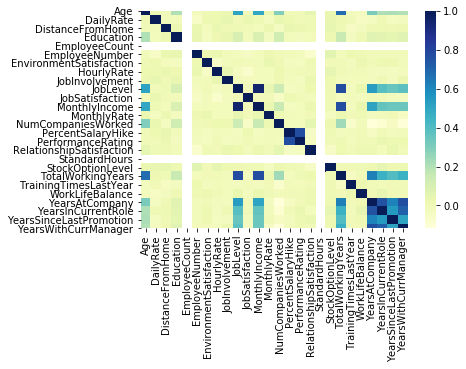 Age
DailyRate
DistanceFromHome
Education
EmployeeCount
EmployeeNumber
EnvironmentSatisfaction
HourlyRate
JobInvolvement
JobLevel
JobSatisfaction
MonthlyIncome
MonthlyRate
NumCompaniesWorked
PercentSalaryHike
PerformanceRating
RelationshipSatisfaction
StandardHours
StockOptionLevel
TotalWorkingYears
TrainingTimesLastYear
WorkLifeBalance
YearsAtCompany
YearsInCurrentRole
YearsSinceLastPromotion
YearsWithCurrManager
Age
DailyRate
DistanceFromHome
Education
EmployeeCount
EmployeeNumber
EnvironmentSatisfaction
HourlyRate
JobInvolvement
JobLevel
JobSatisfaction
MonthlyIncome
MonthlyRate
NumCompaniesWorked
PercentSalaryHike
PerformanceRating
RelationshipSatisfaction
StandardHours
StockOptionLevel
TotalWorkingYears
TrainingTimesLastYear
WorkLifeBalance
YearsAtCompany
YearsInCurrentRole
YearsSinceLastPromotion
YearsWithCurrManager
1.0
0.8
0.6
0.4
0.2
0.0